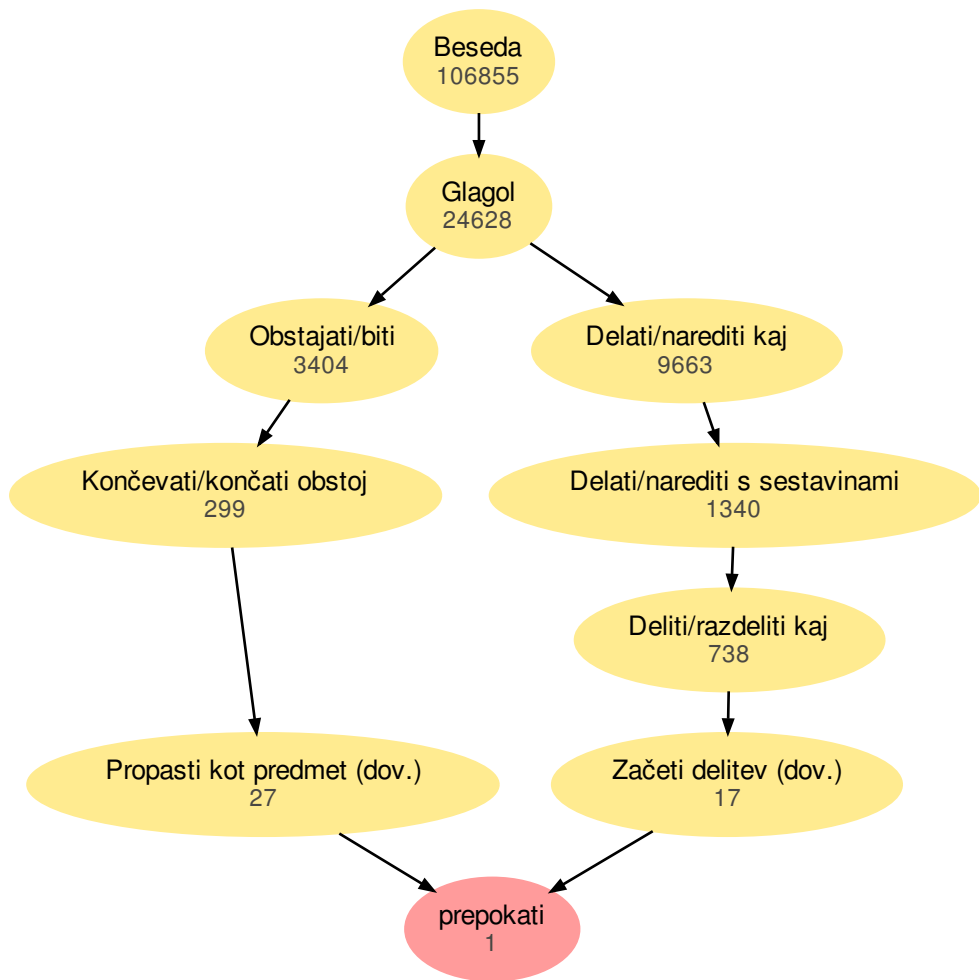 Beseda
106855
Glagol
24628
Obstajati/biti
3404
Delati/narediti kaj
9663
Končevati/končati obstoj
299
Delati/narediti s sestavinami
1340
Deliti/razdeliti kaj
738
Propasti kot predmet (dov.)
27
Začeti delitev (dov.)
17
prepokati
1